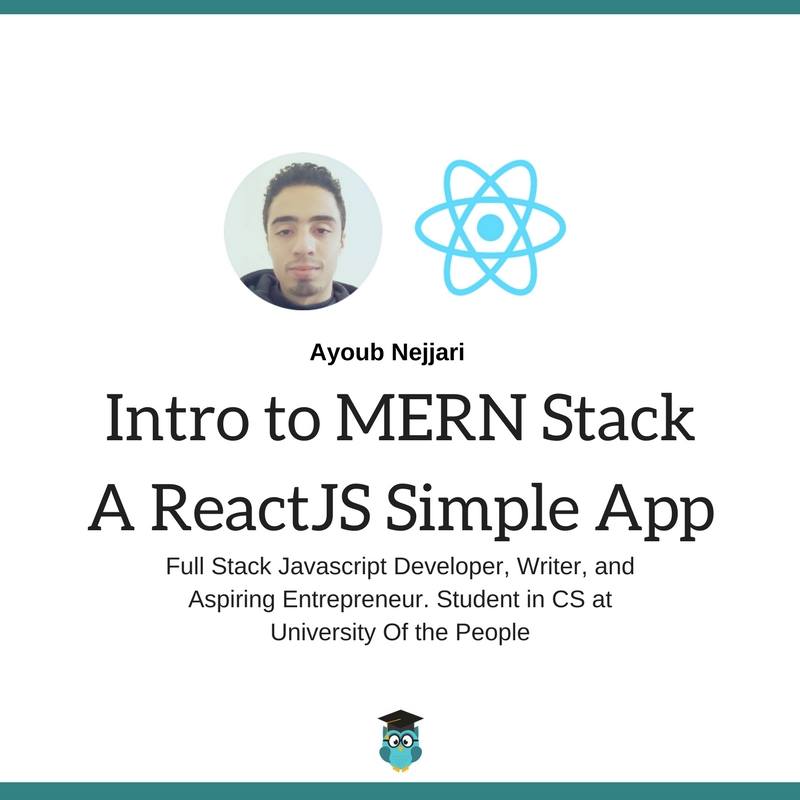 Ayoub Nejjari
Intro to MERN Stack
A ReactJS Simple App
Full Stack Javascript Developer, Writer, and
Aspiring Entrepreneur. Student in CS at
University Of the People